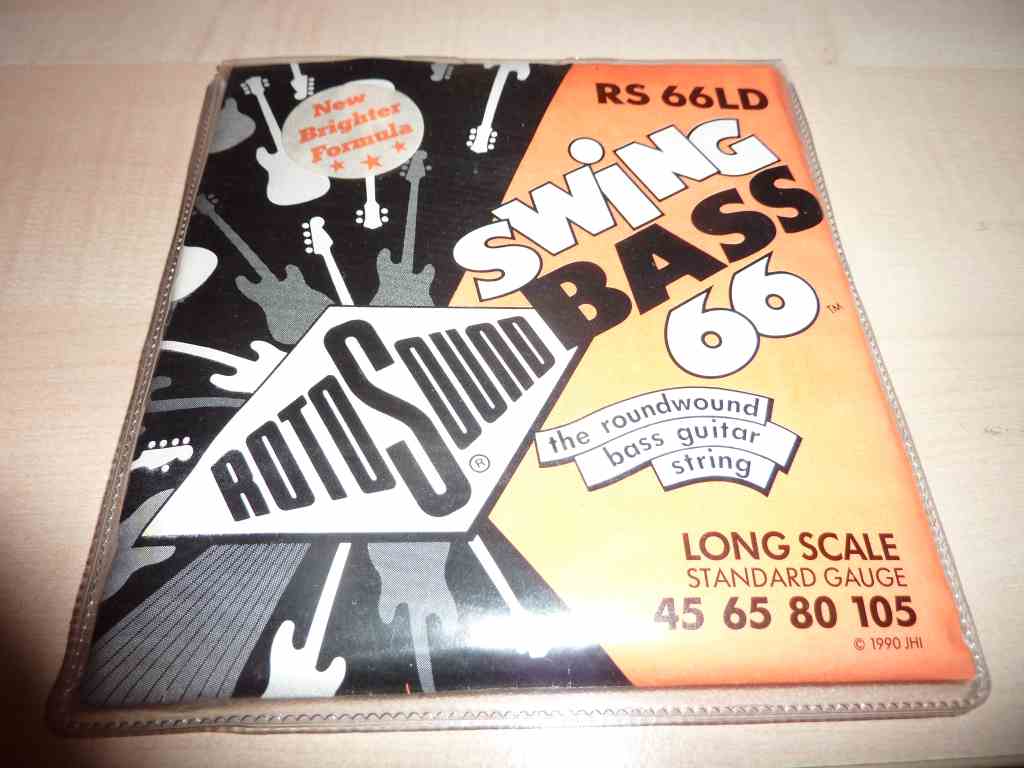 New
Brighter
Formula
RS 66LD
SWiNG
BASS
66 ™
ROTOSOUND ®
the roundwound
bass guitar
string
LONG SCALE
STANDARD GAUGE
45 65 80 105
© 1990 JHI